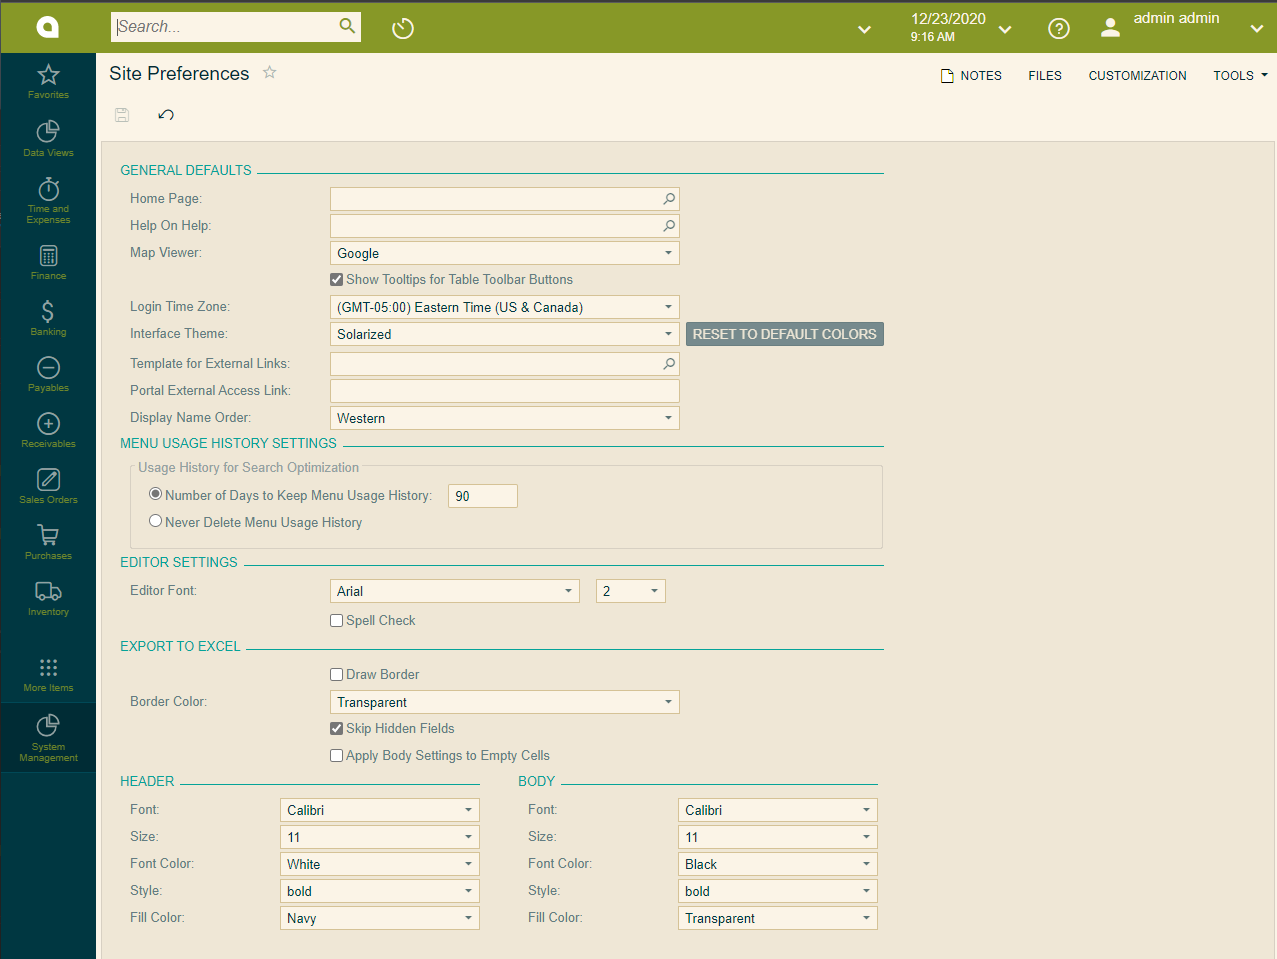 Search...
12/23/2020
9:16 AM
admin admin
Favorites
Data Views
Time and
Expenses
Finance
Banking
Payables
Receivables
Sales Orders
Purchases
Inventory
More Items
System
Management
Site Preferences
NOTES FILES CUSTOMIZATION TOOLS
GENERAL DEFAULTS
Home Page:
Help On Help:
Map Viewer: Google
Show Tooltips for Table Toolbar Buttons
Login Time Zone: (GMT-05:00) Eastern Time (US & Canada)
Interface Theme: Solarized RESET TO DEFAULT COLORS
Template for External Links:
Portal External Access Link:
Display Name Order: Western
MENU USAGE HISTORY SETTINGS
Usage History for Search Optimization
Number of Days to Keep Menu Usage History: 90
Never Delete Menu Usage History
EDITOR SETTINGS
Editor Font: Arial 2
Spell Check
EXPORT TO EXCEL
Draw Border
Border Color: Transparent
Skip Hidden Fields
Apply Body Settings to Empty Cells
HEADER
Font: Calibri
Size: 11
Font Color: White
Style: bold
Fill Color: Navy
BODY
Font: Calibri
Size: 11
Font Color: Black
Style: bold
Fill Color: Transparent